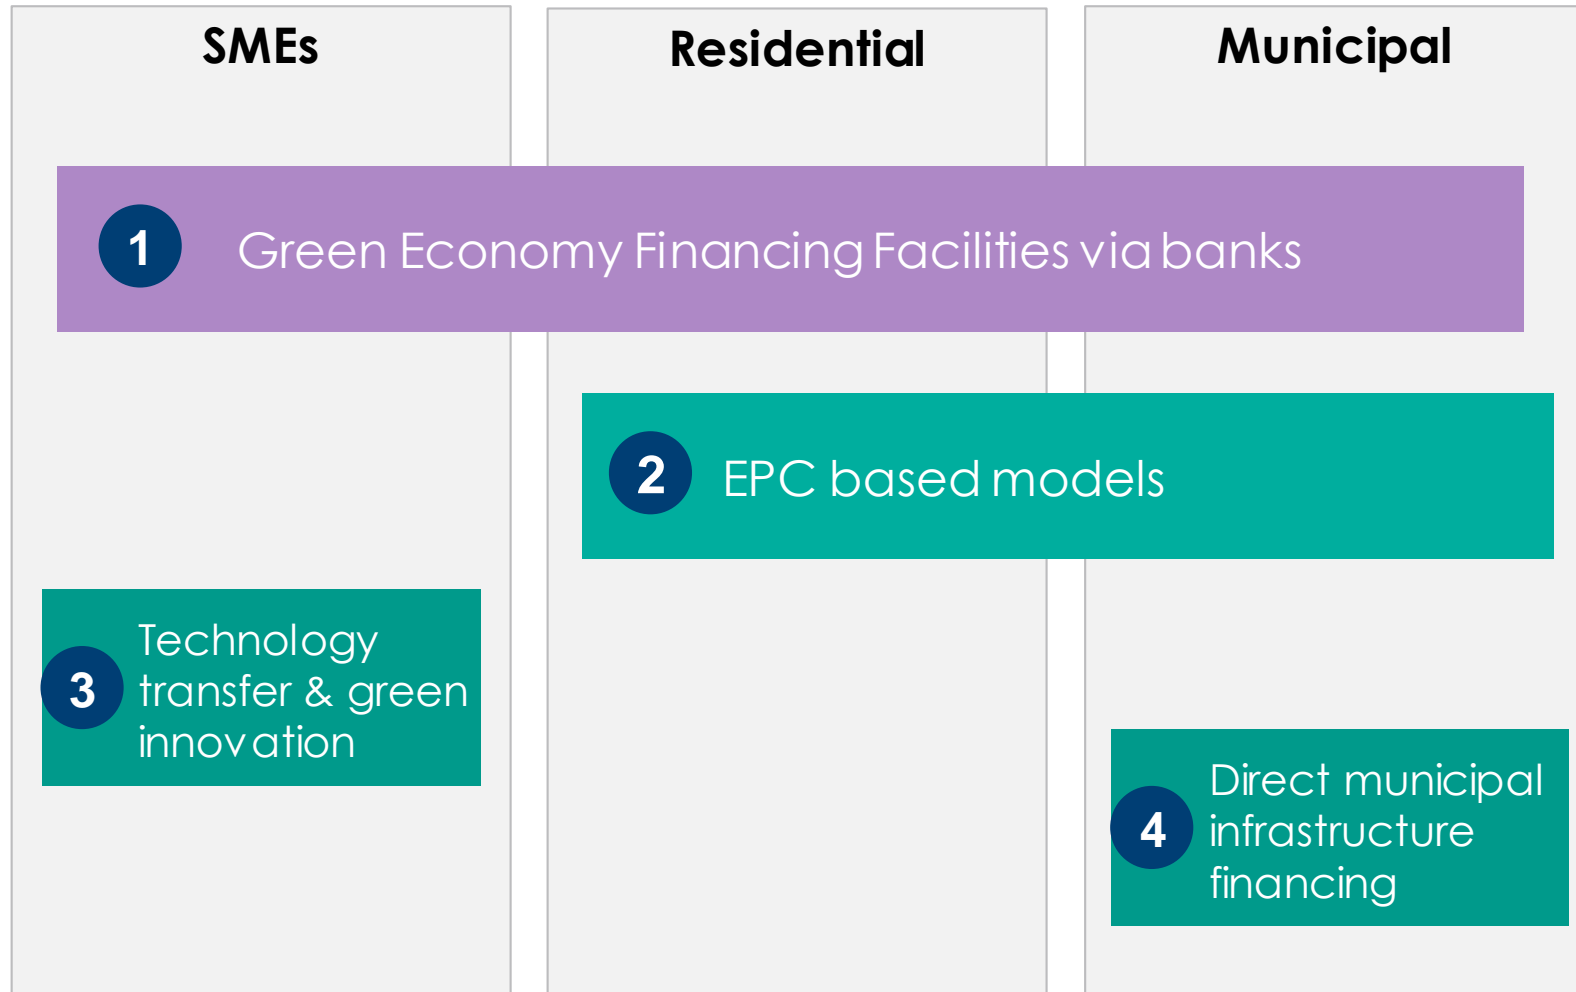 SMEs
Residential
Municipal
1
Green Economy Financing Facilities via banks
2
EPC based models
3
Technology
transfer & green
innovation
4
Direct municipal
infrastructure
financing